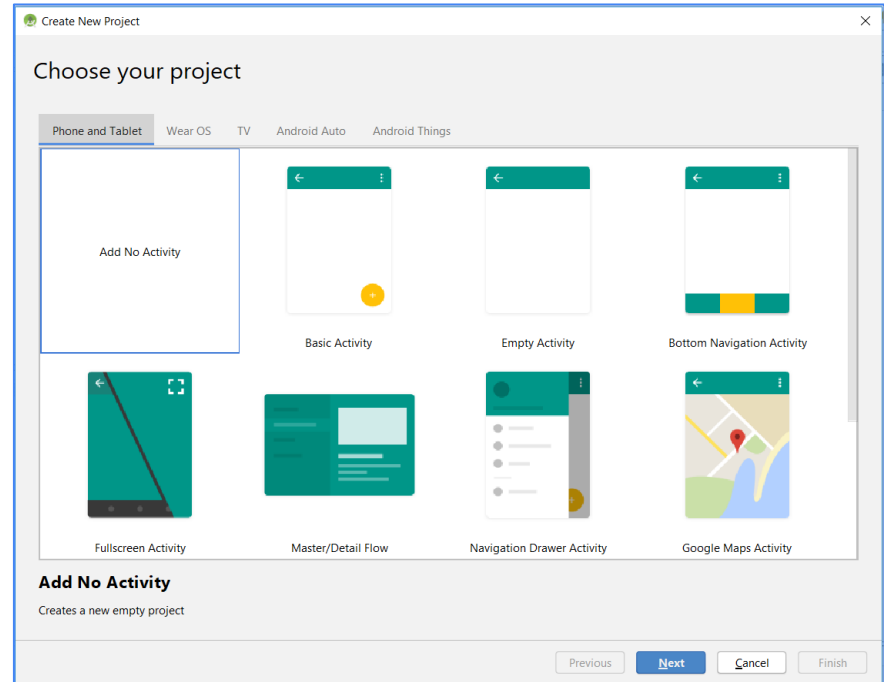 Create New Project
Choose your project
Phone and Tablet Wear OS TV Android Auto Android Things
Add No Activity
Basic Activity
Empty Activity
Bottom Navigation Activity
Fullscreen Activity
Master/Detail Flow
Navigation Drawer Activity
Google Maps Activity
Add No Activity
Creates a new empty project
Previous Next Cancel Finish